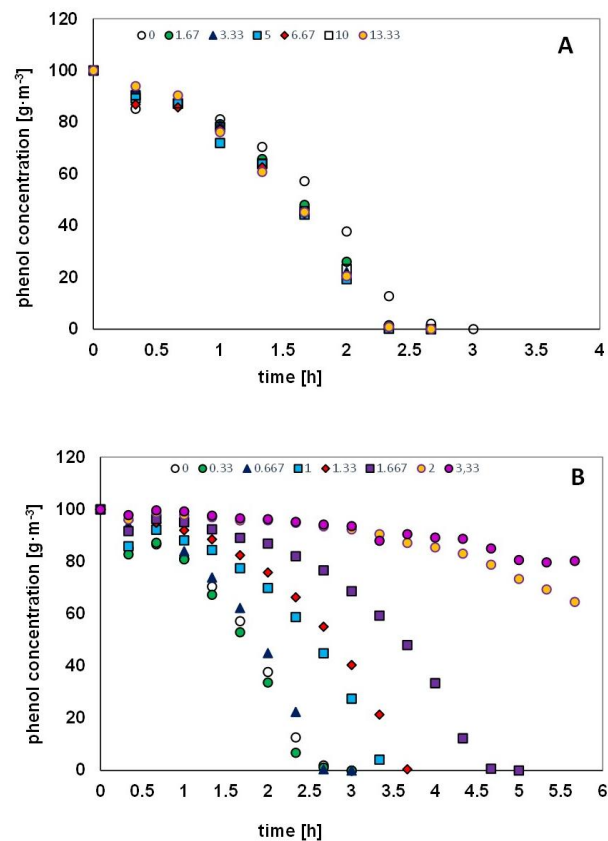 A
0 1.67 3.33 5 6.67 10 13.33
phenol concentration [g·m⁻³]
120
100
80
60
40
20
0
0 0.5 1 1.5 2 2.5 3 3.5 4
time [h]
B
0 0.33 0.667 1 1.33 1.667 2 3,33
phenol concentration [g·m⁻³]
120
100
80
60
40
20
0
0 0.5 1 1.5 2 2.5 3 3.5 4 4.5 5 5.5 6
time [h]